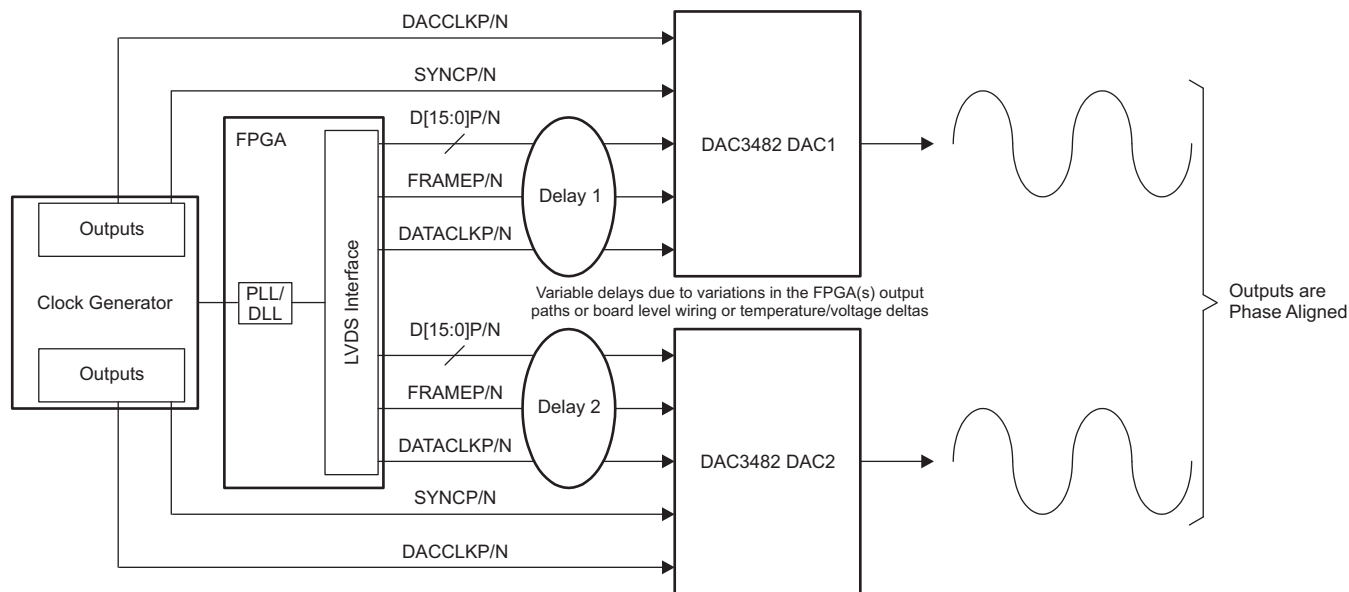 DACCLKP/N
SYNCP/N
D[15:0]P/N
FPGA
FRAMEP/N
Delay 1
DATACLKP/N
DAC3482 DAC1
Outputs
Clock Generator
PLL/
DLL
LVDS Interface
Variable delays due to variations in the FPGA(s) output
paths or board level wiring or temperature/voltage deltas
Outputs are
Phase Aligned
Outputs
D[15:0]P/N
FRAMEP/N
Delay 2
DATACLKP/N
DAC3482 DAC2
SYNCP/N
DACCLKP/N